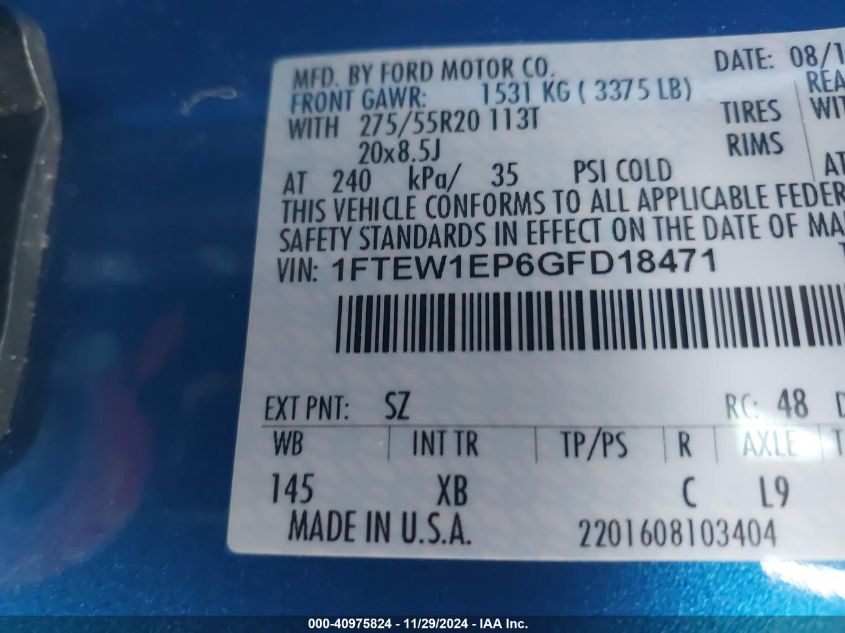 MFD. BY FORD MOTOR CO. DATE: 08/1
FRONT GAWR: 1531 KG ( 3375 LB) REA
WITH 275/55R20 113T TIRES WIT
20x8.5J RIMS
AT 240 kPa/ 35 PSI COLD AT
THIS VEHICLE CONFORMS TO ALL APPLICABLE FEDER
SAFETY STANDARDS IN EFFECT ON THE DATE OF MA
VIN: 1FTEW1EP6GFD18471
EXT PNT: SZ RC: 48
WB INT TR TP/PS R AXLE T
145 XB C L9
MADE IN U.S.A. 2201608103404
000-40975824 - 11/29/2024 - IAA Inc.